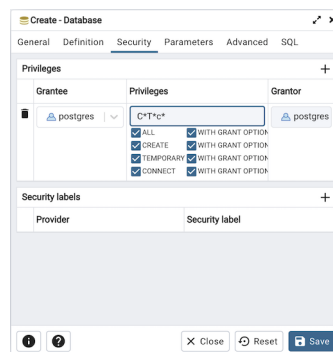 Create - Database
General Definition Security Parameters Advanced SQL
Privileges
Grantee Privileges Grantor
postgres C*T*c* postgres
ALL WITH GRANT OPTION
CREATE WITH GRANT OPTION
TEMPORARY WITH GRANT OPTION
CONNECT WITH GRANT OPTION
Security labels
Provider Security label
Close Reset Save